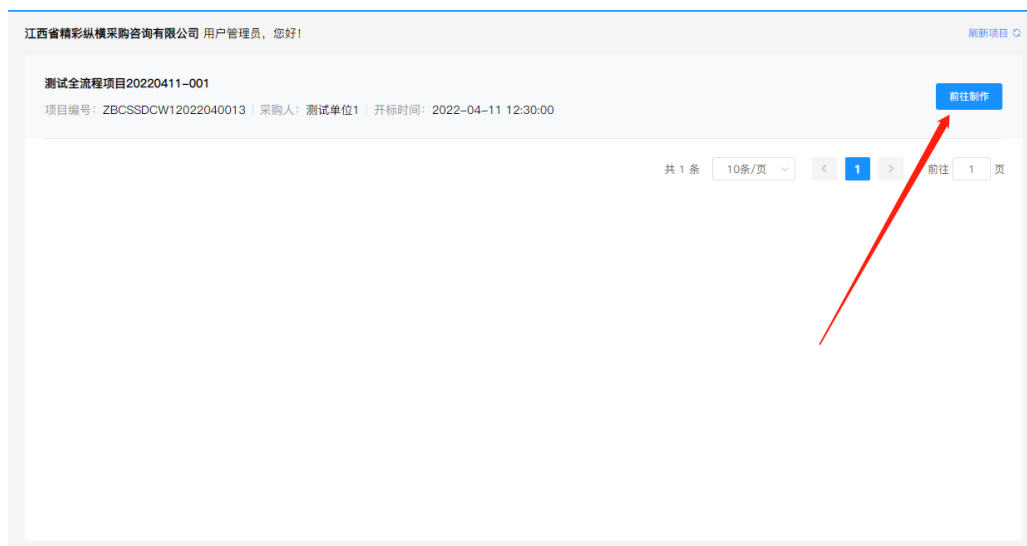 江西省精彩纵横采购咨询有限公司 用户管理员，您好！ 刷新项目
测试全流程项目20220411-001
项目编号：ZBCSSDCW12022040013 | 采购人：测试单位1 | 开标时间：2022-04-11 12:30:00
前往制作
共 1 条 10条/页 < 1 > 前往 1 页